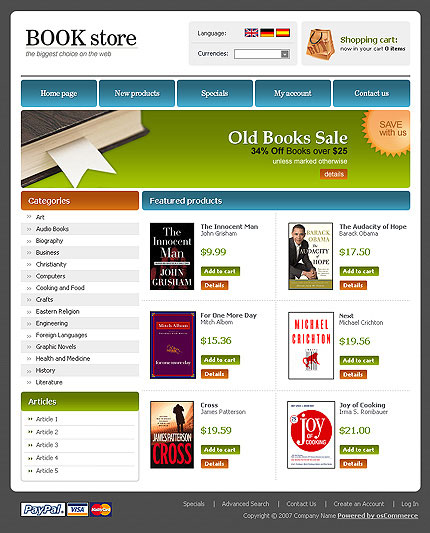 BOOK store
the biggest choice on the web
Language:
Currencies:
Shopping cart:
now in your cart 0 items
Home page
New products
Specials
My account
Contact us
Old Books Sale
34% Off Books over $25
unless marked otherwise
details
SAVE
with us
Categories
Art
Audio Books
Biography
Business
Christianity
Computers
Cooking and Food
Crafts
Eastern Religion
Engineering
Foreign Languages
Graphic Novels
Health and Medicine
History
Literature
Articles
Article 1
Article 2
Article 3
Article 4
Article 5
Featured products
The Innocent Man
JOHN GRISHAM
The Innocent Man
John Grisham
$9.99
Add to cart
Details
BARACK OBAMA
THE AUDACITY of HOPE
The Audacity of Hope
Barack Obama
$17.50
Add to cart
Details
Mitch Albom
for one more day
For One More Day
Mitch Albom
$15.36
Add to cart
Details
MICHAEL
CRICHTON
Next
Michael Crichton
$19.56
Add to cart
Details
JAMES
PATTERSON
CROSS
Cross
James Patterson
$19.59
Add to cart
Details
joy of COOKING
Joy of Cooking
Irma S. Rombauer
$21.00
Add to cart
Details
PayPal VISA MasterCard
Specials | Advanced Search | Contact Us | Create an Account | Log In
Copyright © 2007 Company Name Powered by osCommerce